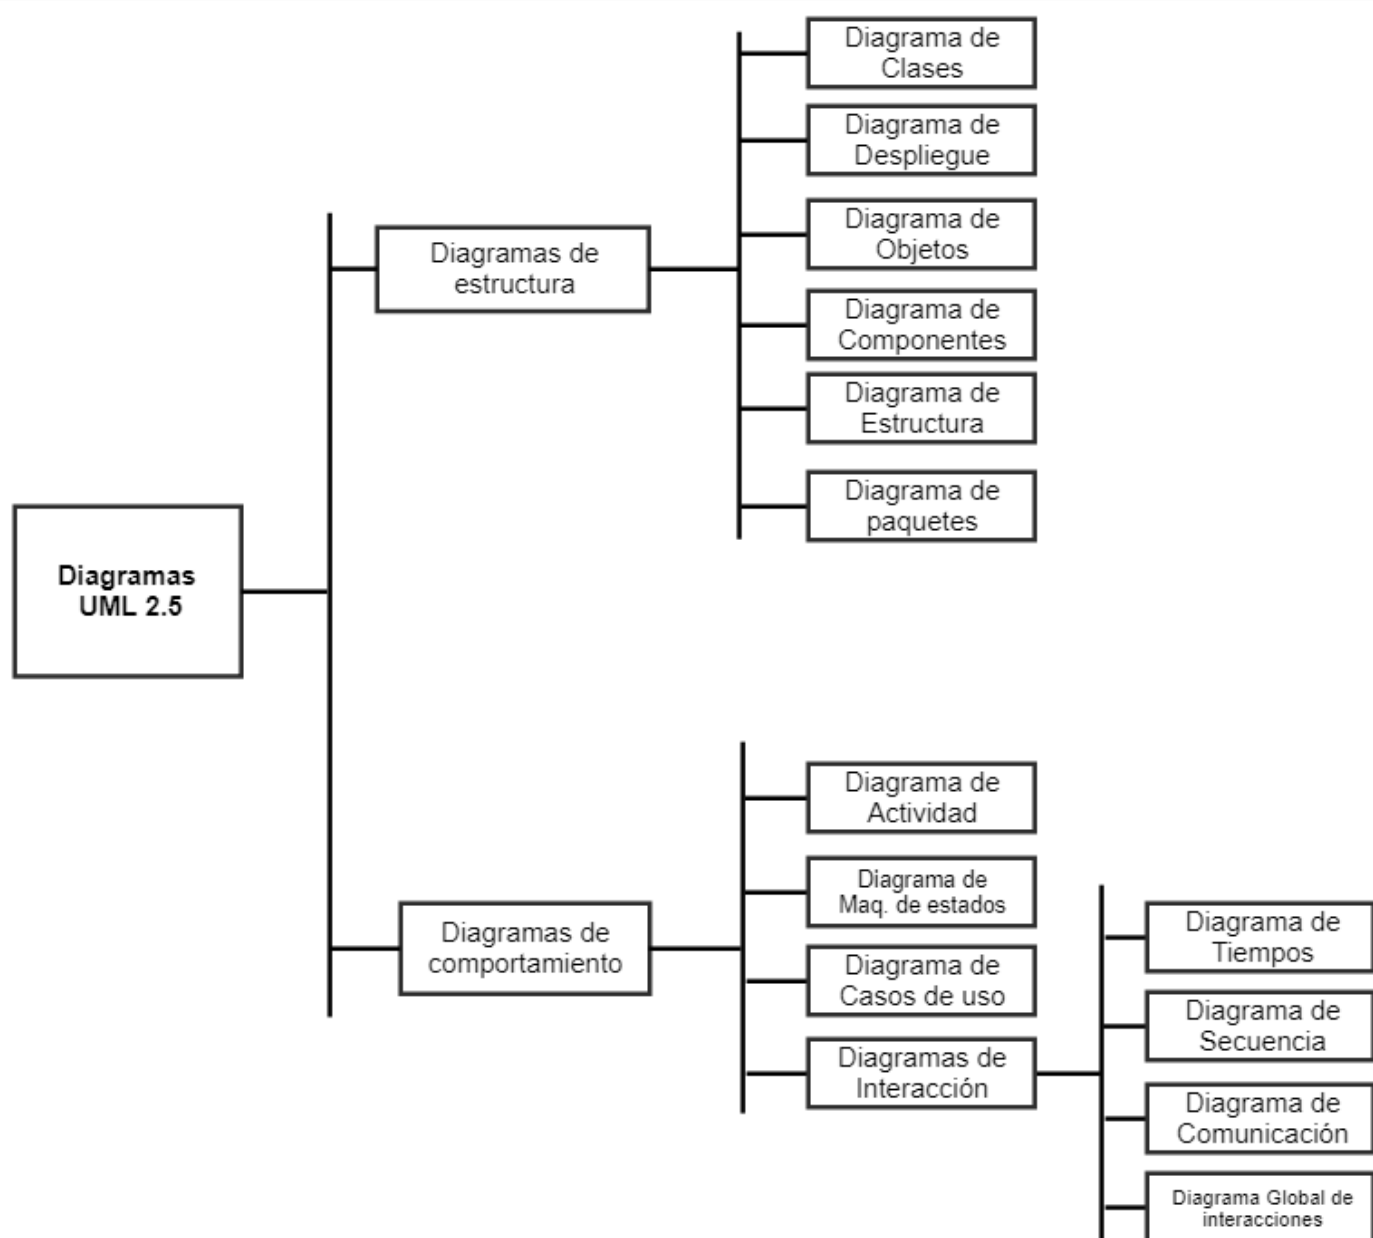 Diagramas
UML 2.5
Diagramas de
estructura
Diagrama de
Clases
Diagrama de
Despliegue
Diagrama de
Objetos
Diagrama de
Componentes
Diagrama de
Estructura
Diagrama de
paquetes
Diagramas de
comportamiento
Diagrama de
Actividad
Diagrama de
Maq. de estados
Diagrama de
Casos de uso
Diagramas de
Interacción
Diagrama de
Tiempos
Diagrama de
Secuencia
Diagrama de
Comunicación
Diagrama Global de
interacciones